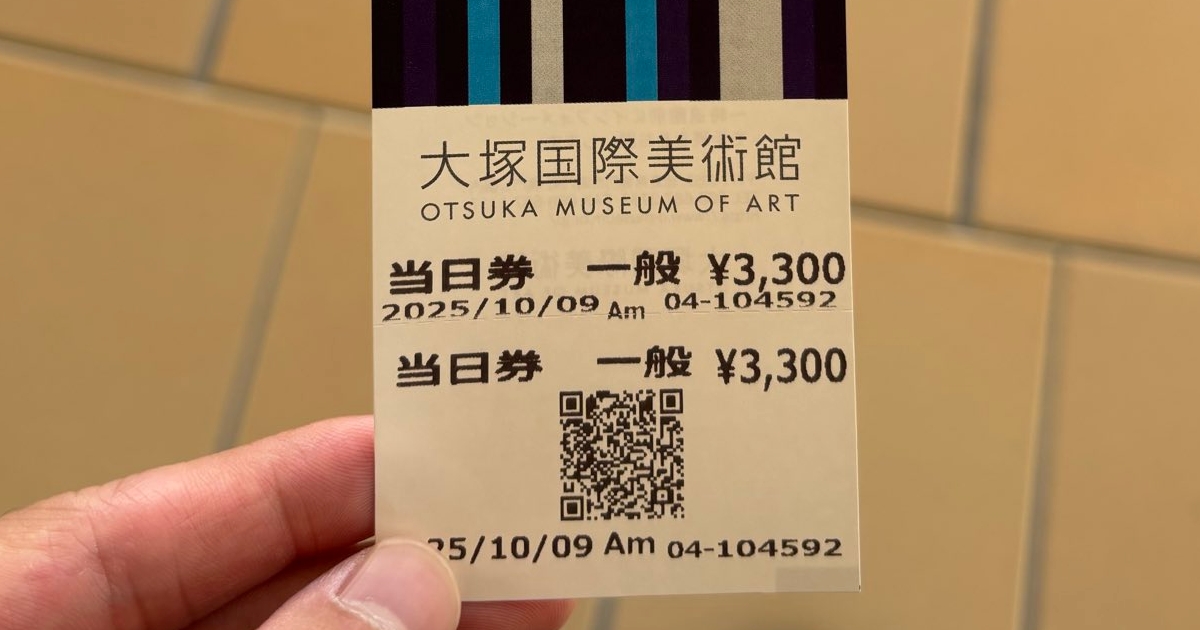 大塚国際美術館
OTSUKA MUSEUM OF ART
当日券 一般 ¥3,300
2025/10/09 Am 04-104592
当日券 一般 ¥3,300
25/10/09 Am 04-104592